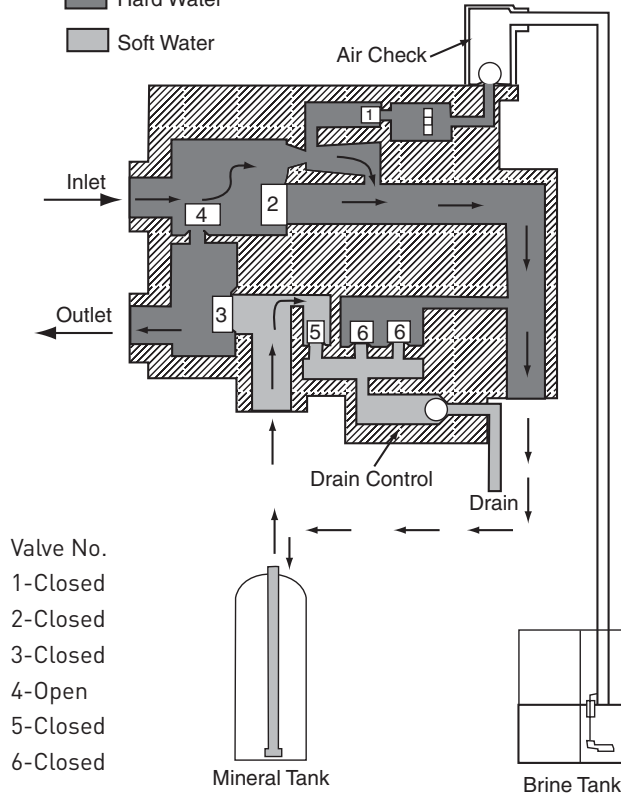 Hard Water
Soft Water
Air Check
1
Inlet
4
2
Outlet
3
5
6
6
Drain Control
Drain
Valve No.
1-Closed
2-Closed
3-Closed
4-Open
5-Closed
6-Closed
Mineral Tank
Brine Tank